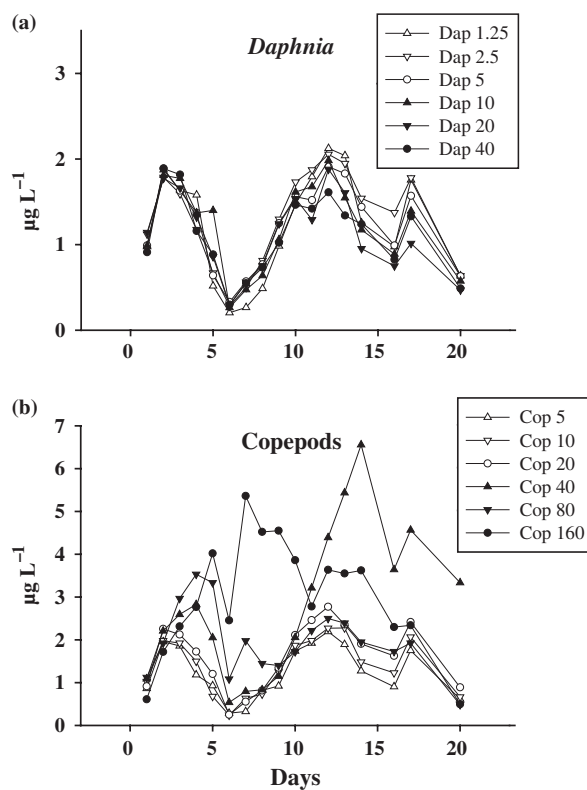 (a)
Daphnia
Dap 1.25
Dap 2.5
Dap 5
Dap 10
Dap 20
Dap 40
3
2
1
0
µg L⁻¹
0 5 10 15 20
(b)
Copepods
Cop 5
Cop 10
Cop 20
Cop 40
Cop 80
Cop 160
7
6
5
4
3
2
1
0
µg L⁻¹
0 5 10 15 20
Days